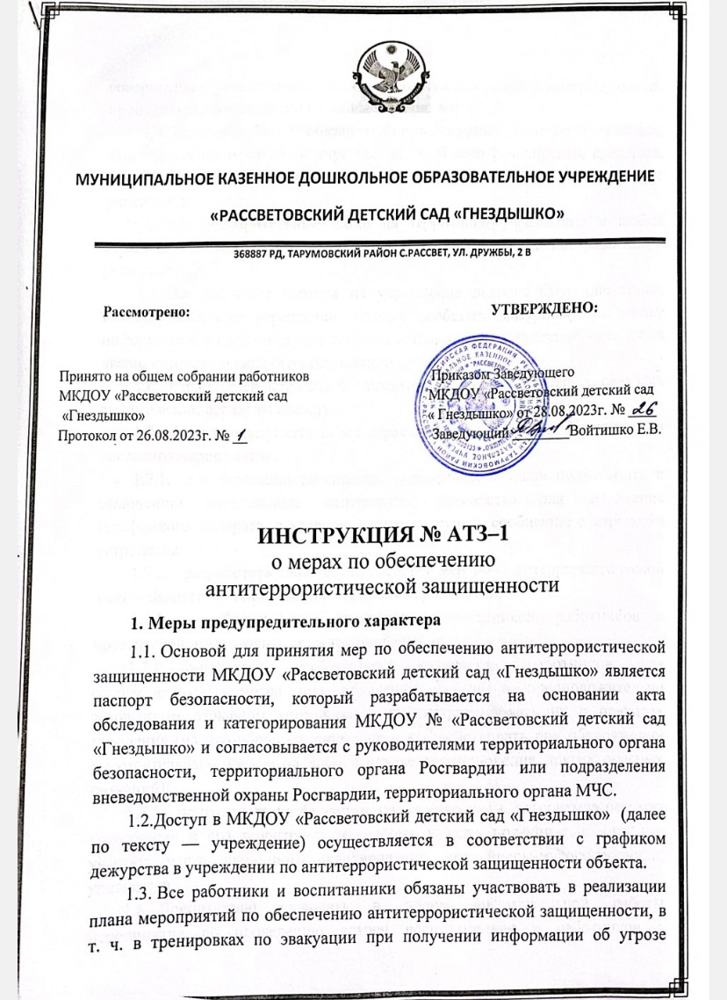 МУНИЦИПАЛЬНОЕ КАЗЕННОЕ ДОШКОЛЬНОЕ ОБРАЗОВАТЕЛЬНОЕ УЧРЕЖДЕНИЕ
«РАССВЕТОВСКИЙ ДЕТСКИЙ САД «ГНЕЗДЫШКО»
368887 РД, ТАРУМОВСКИЙ РАЙОН С.РАССВЕТ, УЛ. ДРУЖБЫ, 2 В
Рассмотрено: УТВЕРЖДЕНО:
Принято на общем собрании работников
МКДОУ «Рассветовский детский сад
«Гнездышко»
Протокол от 26.08.2023г. № 1
Приказом Заведующего
МКДОУ «Рассветовский детский сад
« Гнездышко» от 28.08.2023г. № 26
Заведующий Войтишко Е.В.
ИНСТРУКЦИЯ № АТЗ–1
о мерах по обеспечению
антитеррористической защищенности
1. Меры предупредительного характера
1.1. Основой для принятия мер по обеспечению антитеррористической
защищенности МКДОУ «Рассветовский детский сад «Гнездышко» является
паспорт безопасности, который разрабатывается на основании акта
обследования и категорирования МКДОУ № «Рассветовский детский сад
«Гнездышко» и согласовывается с руководителями территориального органа
безопасности, территориального органа Росгвардии или подразделения
вневедомственной охраны Росгвардии, территориального органа МЧС.
1.2.Доступ в МКДОУ «Рассветовский детский сад «Гнездышко» (далее
по тексту — учреждение) осуществляется в соответствии с графиком
дежурства в учреждении по антитеррористической защищенности объекта.
1.3. Все работники и воспитанники обязаны участвовать в реализации
плана мероприятий по обеспечению антитеррористической защищенности, в
т. ч. в тренировках по эвакуации при получении информации об угрозе